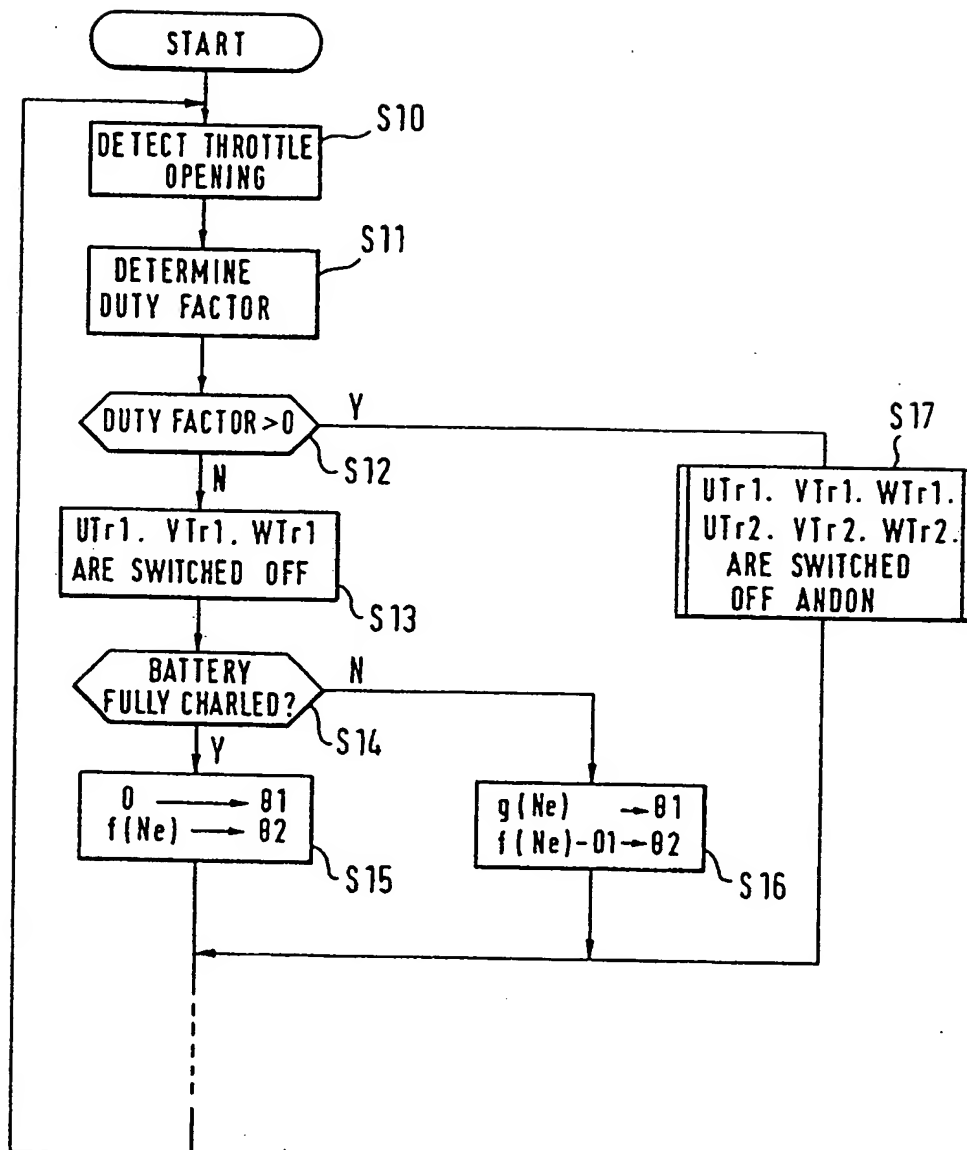 START
S10
DETECT THROTTLE
OPENING
S11
DETERMINE
DUTY FACTOR
DUTY FACTOR>0
Y
S12
N
S17
UTr1. VTr1. WTr1.
UTr2. VTr2. WTr2.
ARE SWITCHED
OFF ANDON
UTr1. VTr1. WTr1
ARE SWITCHED OFF
S13
BATTERY
FULLY CHARLED?
N
S14
Y
0 → θ1
f(Ne) → θ2
S15
g(Ne) → θ1
f(Ne)-θ1→θ2
S16